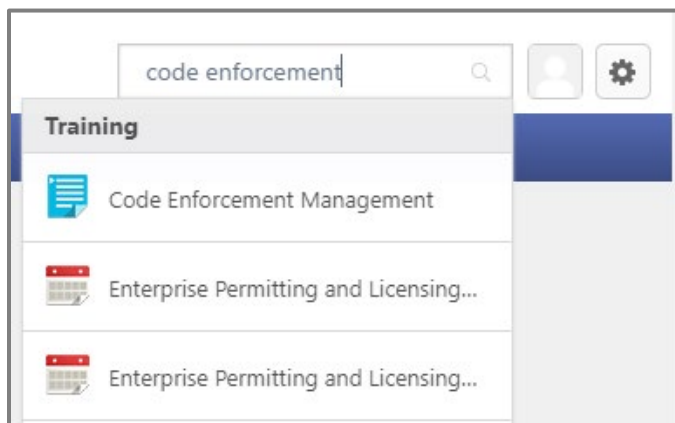 code enforcement
Training
Code Enforcement Management
Enterprise Permitting and Licensing...
Enterprise Permitting and Licensing...